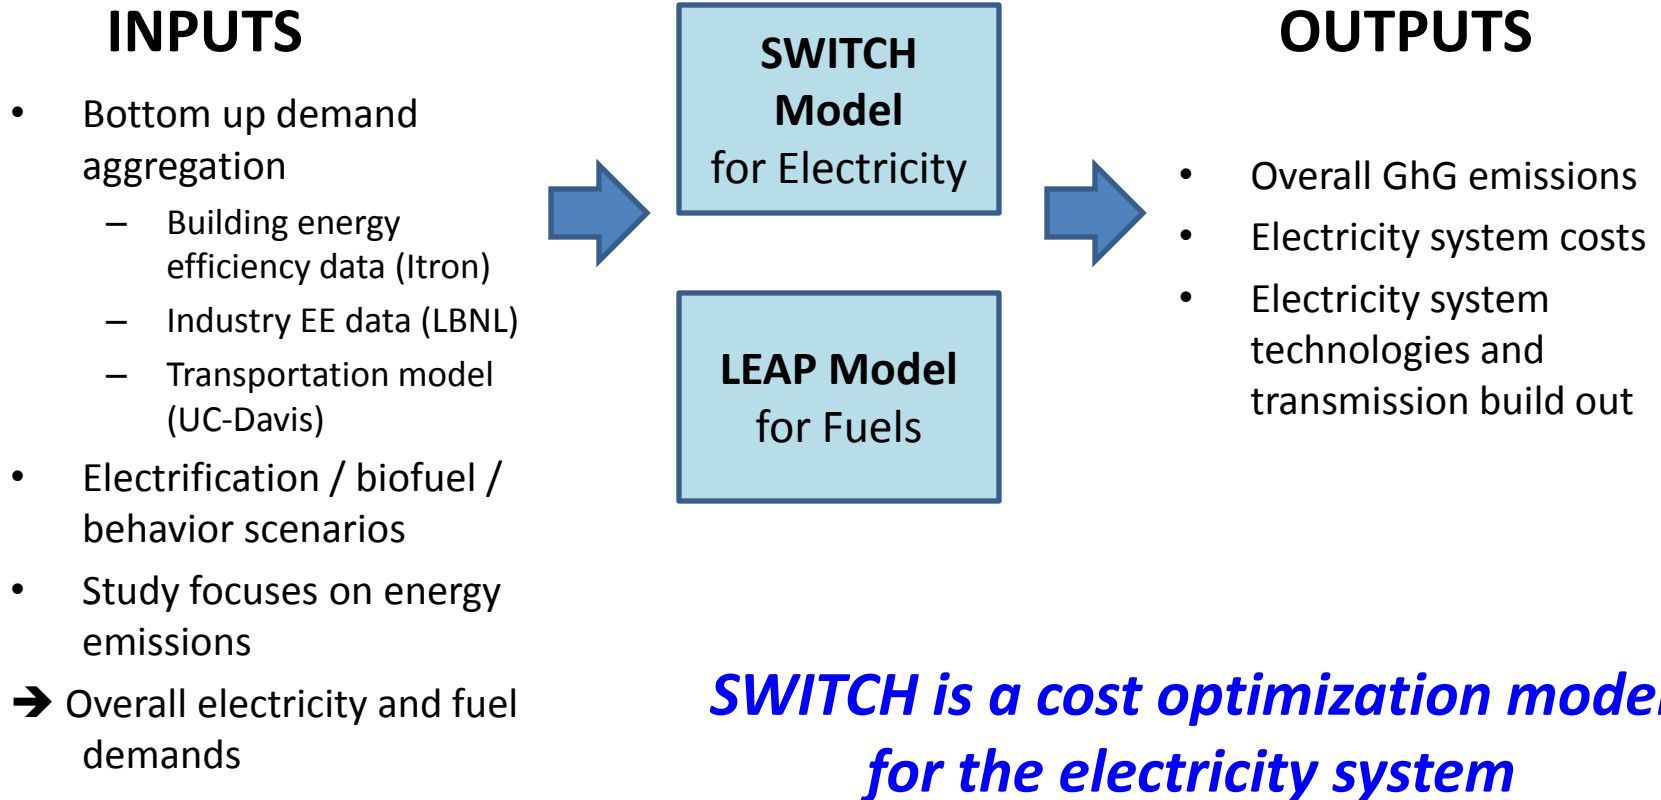 INPUTS
• Bottom up demand
aggregation
– Building energy
efficiency data (Itron)
– Industry EE data (LBNL)
– Transportation model
(UC-Davis)
• Electrification / biofuel /
behavior scenarios
• Study focuses on energy
emissions
➔ Overall electricity and fuel
demands
SWITCH
Model
for Electricity
LEAP Model
for Fuels
OUTPUTS
• Overall GhG emissions
• Electricity system costs
• Electricity system
technologies and
transmission build out
SWITCH is a cost optimization model
for the electricity system